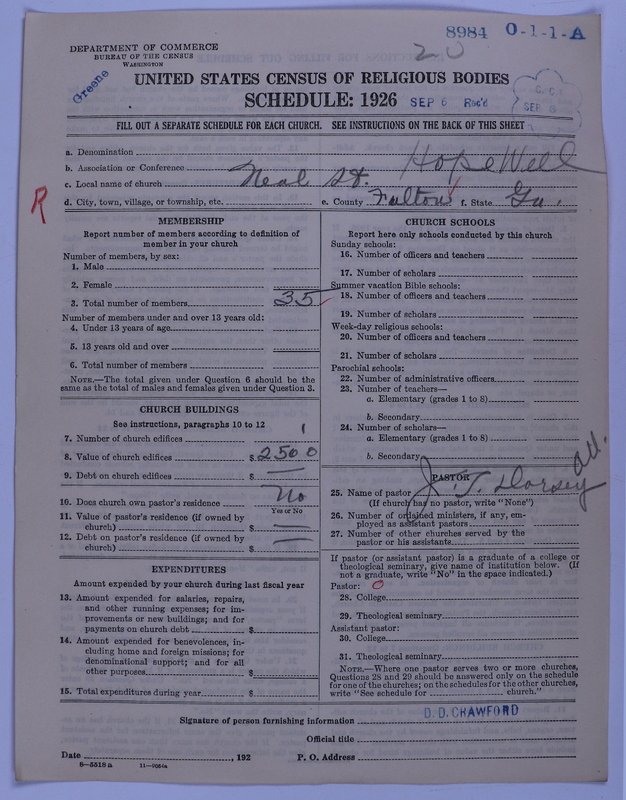 8984 0-1-1-A
20
DEPARTMENT OF COMMERCE
BUREAU OF THE CENSUS
WASHINGTON
Greene
UNITED STATES CENSUS OF RELIGIOUS BODIES
SCHEDULE: 1926 SEP 6 Rec'd
C. C.
SEP 8
FILL OUT A SEPARATE SCHEDULE FOR EACH CHURCH. SEE INSTRUCTIONS ON THE BACK OF THIS SHEET
a. Denomination
b. Association or Conference Hopewell
c. Local name of church Neal St.
d. City, town, village, or township, etc. e. County Fulton f. State Ga.
R
MEMBERSHIP
Report number of members according to definition of
member in your church
Number of members, by sex:
1. Male
2. Female
3. Total number of members 35
Number of members under and over 13 years old:
4. Under 13 years of age
5. 13 years old and over
6. Total number of members
NOTE.—The total given under Question 6 should be the
same as the total of males and females given under Question 3.
CHURCH BUILDINGS
See instructions, paragraphs 10 to 12
7. Number of church edifices 1
8. Value of church edifices $ 2500
9. Debt on church edifices $ —
10. Does church own pastor's residence No
Yes or No
11. Value of pastor's residence (if owned by
church) $ —
12. Debt on pastor's residence (if owned by
church) $ —
EXPENDITURES
Amount expended by your church during last fiscal year
13. Amount expended for salaries, repairs,
and other running expenses; for im-
provements or new buildings; and for
payments on church debt $
14. Amount expended for benevolences, in-
cluding home and foreign missions; for
denominational support; and for all
other purposes $
15. Total expenditures during year $
CHURCH SCHOOLS
Report here only schools conducted by this church
Sunday schools:
16. Number of officers and teachers
17. Number of scholars
Summer vacation Bible schools:
18. Number of officers and teachers
19. Number of scholars
Week-day religious schools:
20. Number of officers and teachers
21. Number of scholars
Parochial schools:
22. Number of administrative officers
23. Number of teachers—
a. Elementary (grades 1 to 8)
b. Secondary
24. Number of scholars—
a. Elementary (grades 1 to 8)
b. Secondary
PASTOR
25. Name of pastor J. T. Dorsey
(If church has no pastor, write "None")
26. Number of ordained ministers, if any, em-
ployed as assistant pastors
27. Number of other churches served by the
pastor or his assistants
If pastor (or assistant pastor) is a graduate of a college or
theological seminary, give name of institution below. (If
not a graduate, write "No" in the space indicated.)
Pastor: 0
28. College
29. Theological seminary
Assistant pastor:
30. College
31. Theological seminary
NOTE.—Where one pastor serves two or more churches,
Questions 28 and 29 should be answered only on the schedule
for one of the churches; on the schedules for the other churches,
write "See schedule for church."
Signature of person furnishing information D. D. CRAWFORD
Official title
Date , 192 P. O. Address
8—5518a 11—9034a